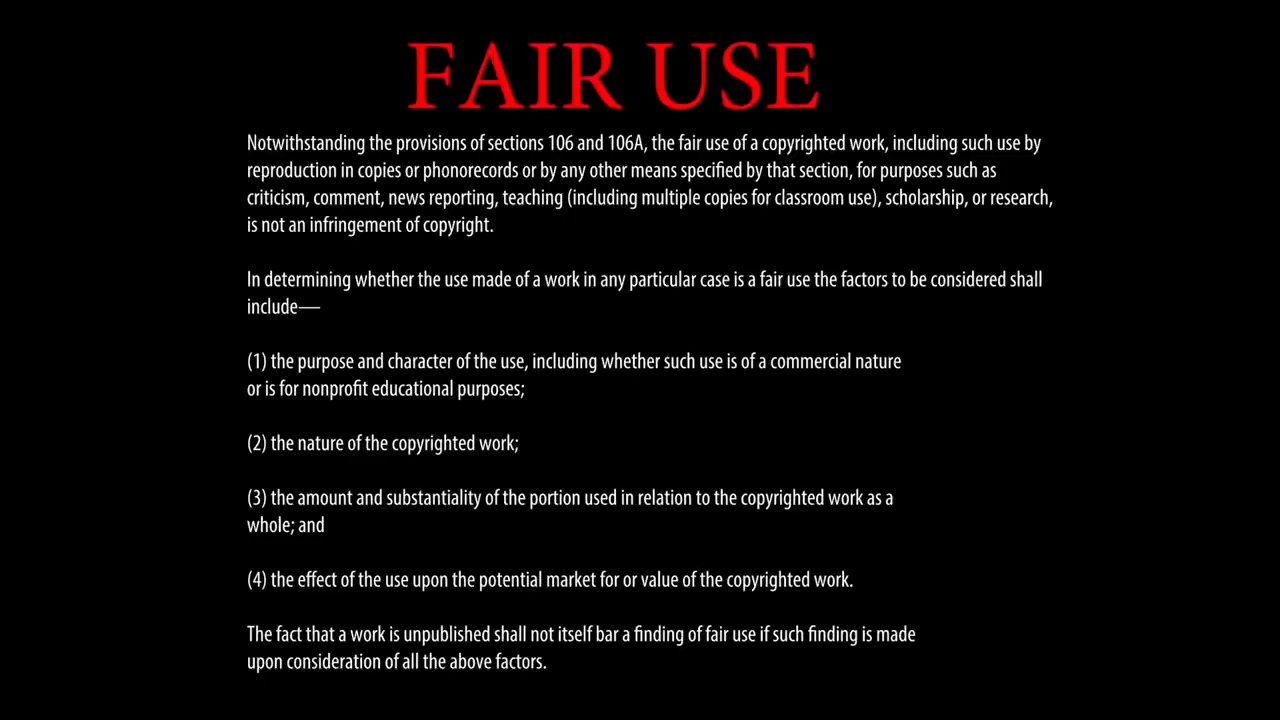 FAIR USE
Notwithstanding the provisions of sections 106 and 106A, the fair use of a copyrighted work, including such use by
reproduction in copies or phonorecords or by any other means specified by that section, for purposes such as
criticism, comment, news reporting, teaching (including multiple copies for classroom use), scholarship, or research,
is not an infringement of copyright.
In determining whether the use made of a work in any particular case is a fair use the factors to be considered shall
include—
(1) the purpose and character of the use, including whether such use is of a commercial nature
or is for nonprofit educational purposes;
(2) the nature of the copyrighted work;
(3) the amount and substantiality of the portion used in relation to the copyrighted work as a
whole; and
(4) the effect of the use upon the potential market for or value of the copyrighted work.
The fact that a work is unpublished shall not itself bar a finding of fair use if such finding is made
upon consideration of all the above factors.